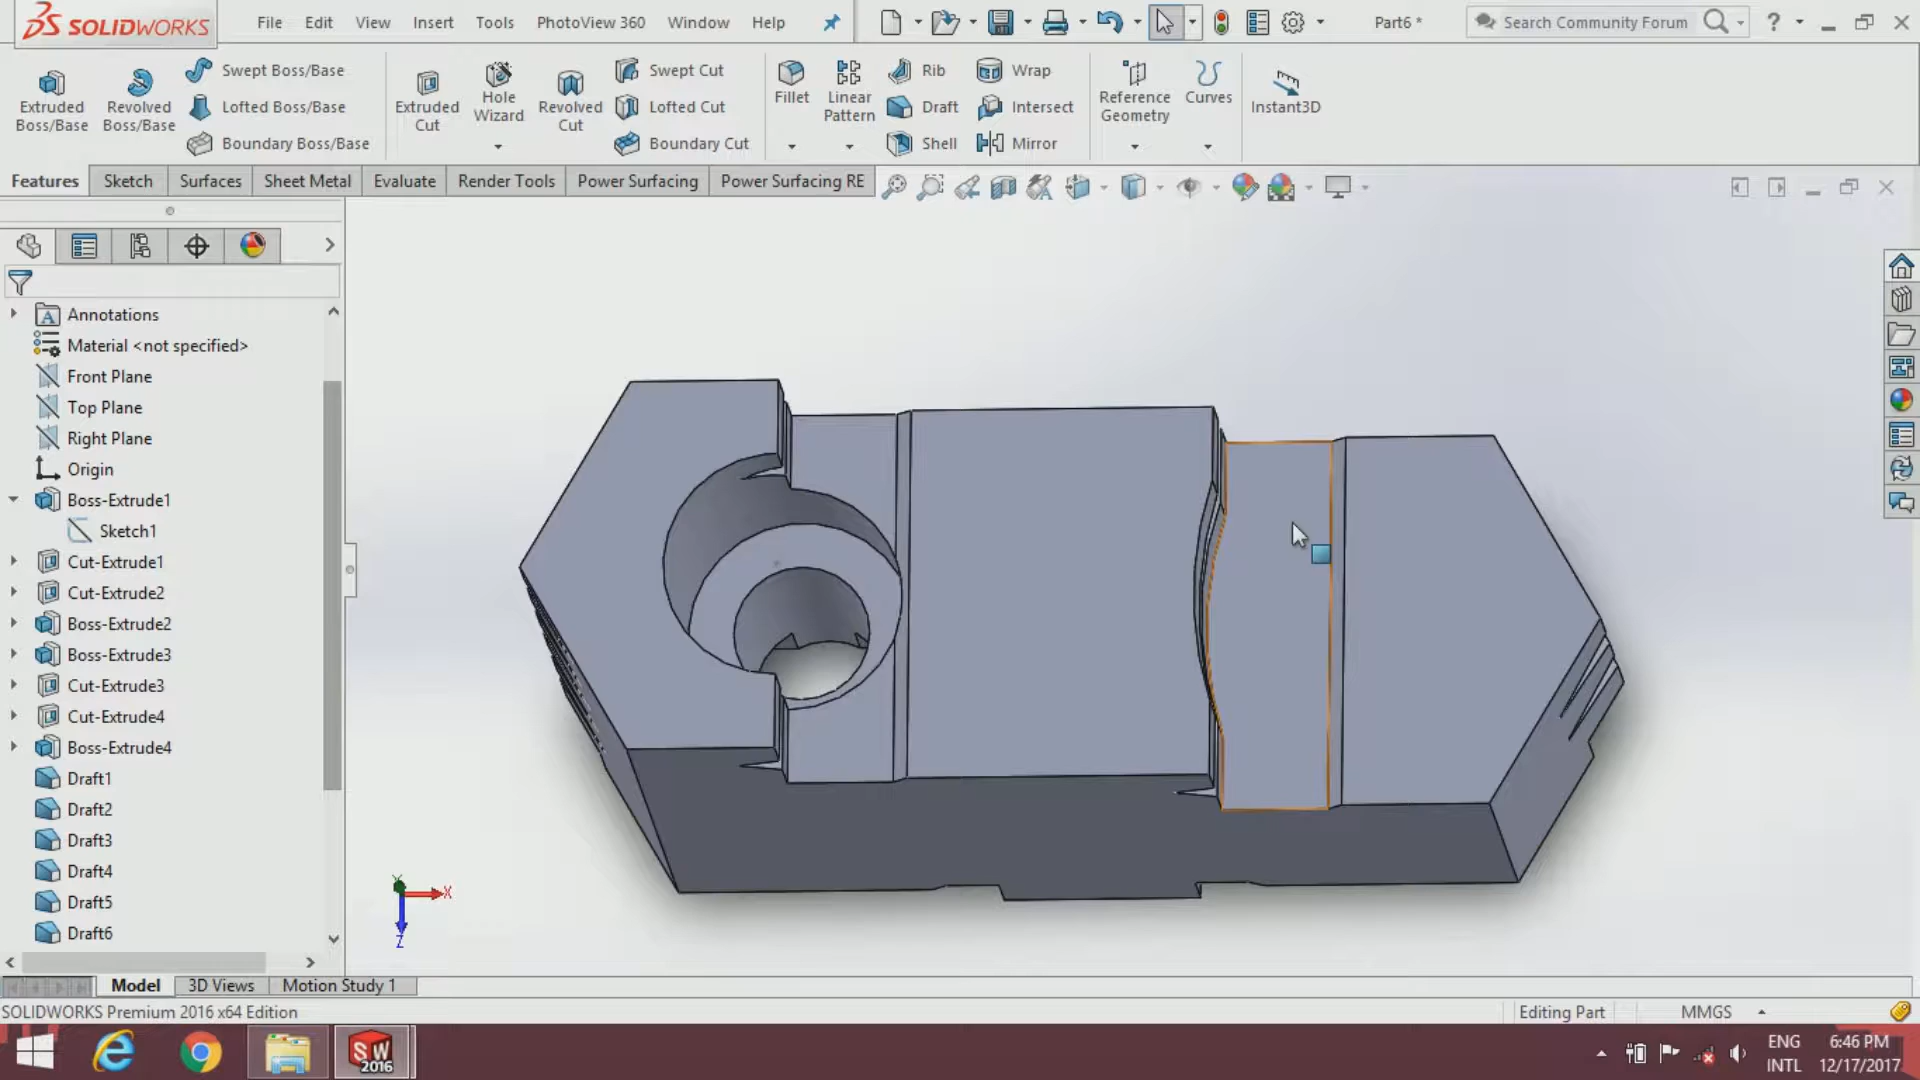 SOLIDWORKS File Edit View Insert Tools PhotoView 360 Window Help Part6 * Search Community Forum ?
Extruded Boss/Base
Revolved Boss/Base
Swept Boss/Base
Lofted Boss/Base
Boundary Boss/Base
Extruded Cut
Hole Wizard
Revolved Cut
Swept Cut
Lofted Cut
Boundary Cut
Fillet
Linear Pattern
Rib
Draft
Shell
Wrap
Intersect
Mirror
Reference Geometry
Curves
Instant3D
Features Sketch Surfaces Sheet Metal Evaluate Render Tools Power Surfacing Power Surfacing RE
Annotations
Material <not specified>
Front Plane
Top Plane
Right Plane
Origin
Boss-Extrude1
Sketch1
Cut-Extrude1
Cut-Extrude2
Boss-Extrude2
Boss-Extrude3
Cut-Extrude3
Cut-Extrude4
Boss-Extrude4
Draft1
Draft2
Draft3
Draft4
Draft5
Draft6
Y
X
Z
Model 3D Views Motion Study 1
SOLIDWORKS Premium 2016 x64 Edition Editing Part MMGS
SW 2016
ENG 6:46 PM
INTL 12/17/2017